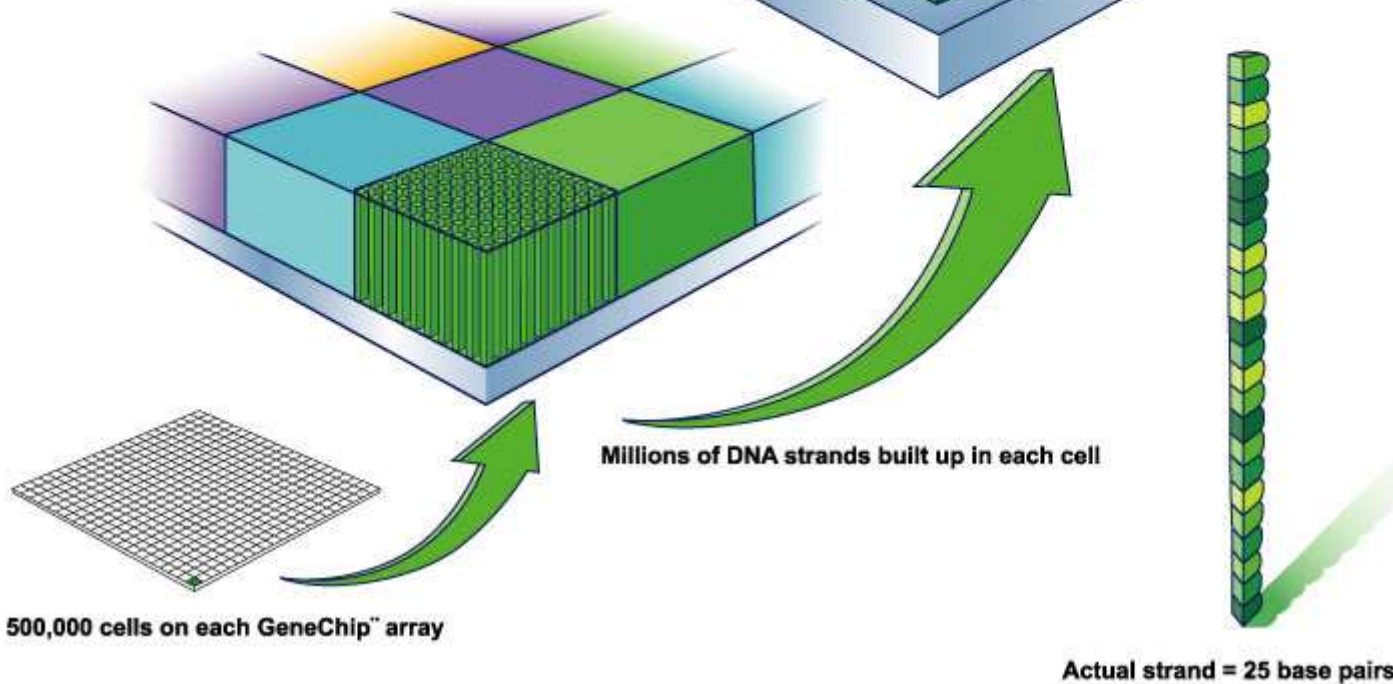 Millions of DNA strands built up in each cell
500,000 cells on each GeneChip¨ array
Actual strand = 25 base pairs